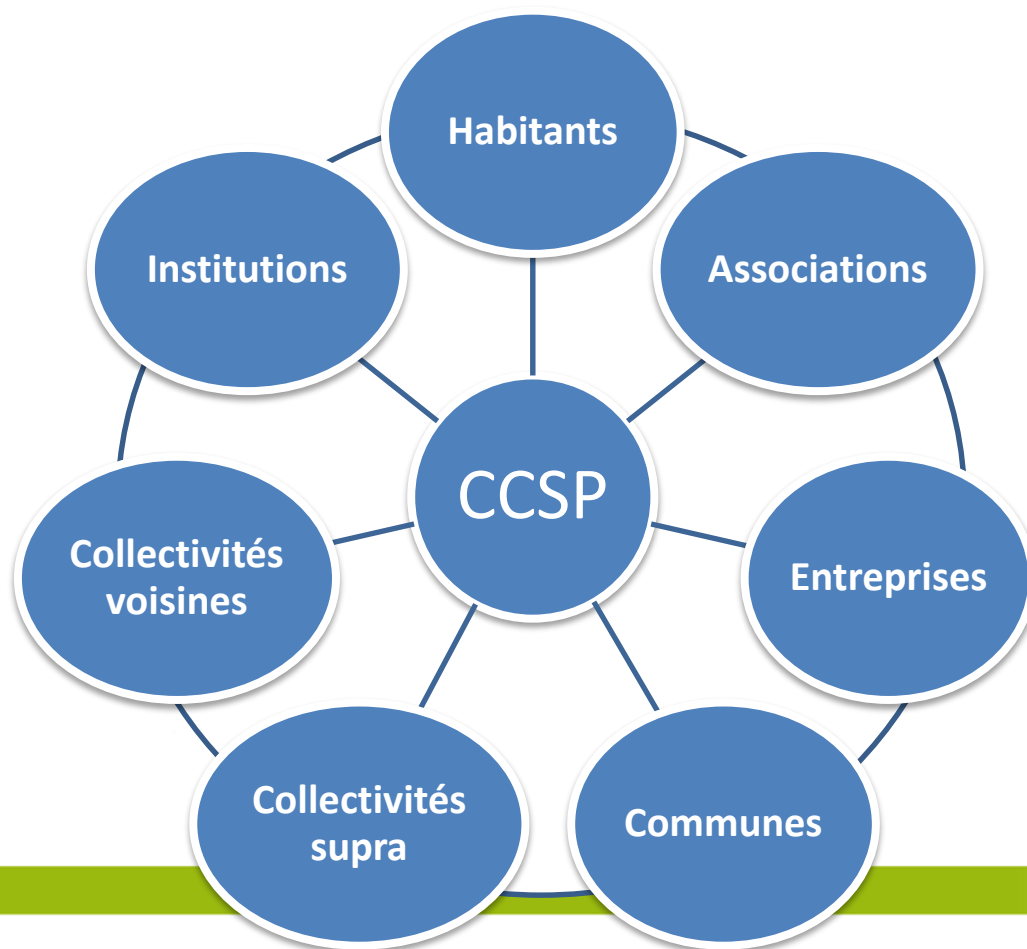 Habitants
Institutions
Associations
CCSP
Collectivités
voisines
Entreprises
Collectivités
supra
Communes